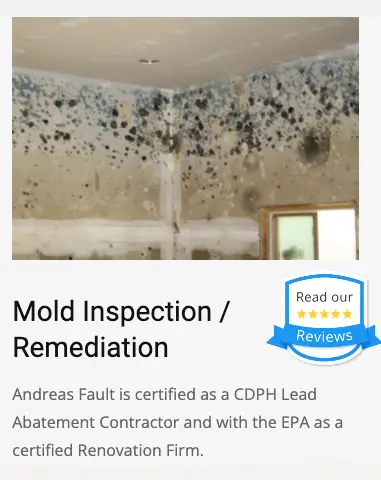 Read our
Reviews
Mold Inspection /
Remediation
Andreas Fault is certified as a CDPH Lead
Abatement Contractor and with the EPA as a
certified Renovation Firm.